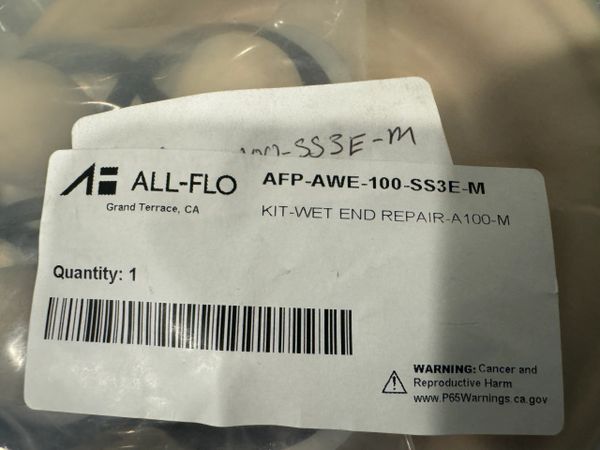 -SS3E-M
ALL-FLO
Grand Terrace, CA
AFP-AWE-100-SS3E-M
KIT-WET END REPAIR-A100-M
Quantity: 1
WARNING: Cancer and
Reproductive Harm
www.P65Warnings.ca.gov